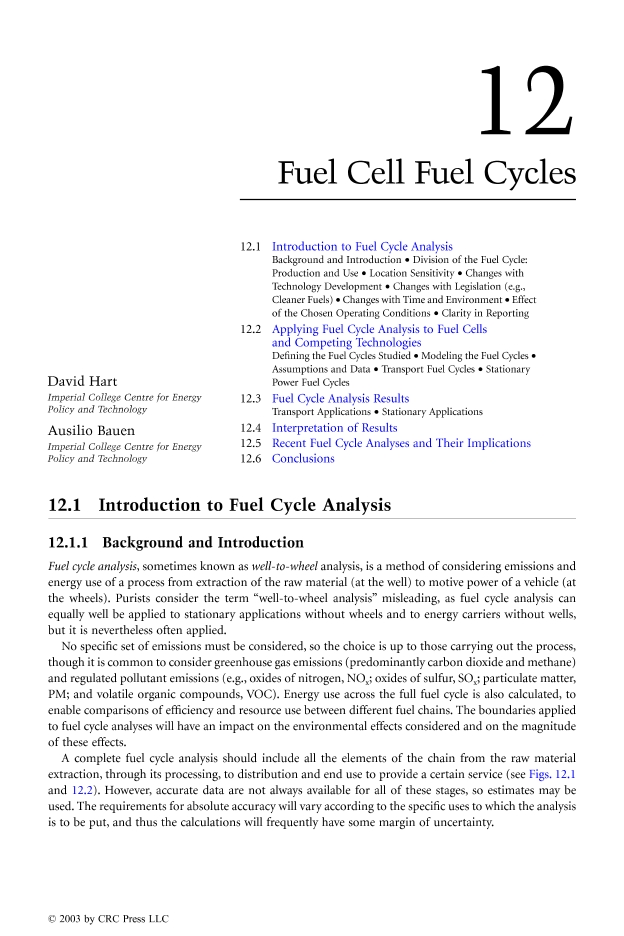 12
Fuel Cell Fuel Cycles
12.1 Introduction to Fuel Cycle Analysis
Background and Introduction • Division of the Fuel Cycle:
Production and Use • Location Sensitivity • Changes with
Technology Development • Changes with Legislation (e.g.,
Cleaner Fuels) • Changes with Time and Environment • Effect
of the Chosen Operating Conditions • Clarity in Reporting
12.2 Applying Fuel Cycle Analysis to Fuel Cells
and Competing Technologies
Defining the Fuel Cycles Studied • Modeling the Fuel Cycles •
Assumptions and Data • Transport Fuel Cycles • Stationary
Power Fuel Cycles
12.3 Fuel Cycle Analysis Results
Transport Applications • Stationary Applications
12.4 Interpretation of Results
12.5 Recent Fuel Cycle Analyses and Their Implications
12.6 Conclusions
David Hart
Imperial College Centre for Energy
Policy and Technology
Ausilio Bauen
Imperial College Centre for Energy
Policy and Technology
12.1 Introduction to Fuel Cycle Analysis
12.1.1 Background and Introduction
Fuel cycle analysis, sometimes known as well-to-wheel analysis, is a method of considering emissions and
energy use of a process from extraction of the raw material (at the well) to motive power of a vehicle (at
the wheels). Purists consider the term “well-to-wheel analysis” misleading, as fuel cycle analysis can
equally well be applied to stationary applications without wheels and to energy carriers without wells,
but it is nevertheless often applied.
No specific set of emissions must be considered, so the choice is up to those carrying out the process,
though it is common to consider greenhouse gas emissions (predominantly carbon dioxide and methane)
and regulated pollutant emissions (e.g., oxides of nitrogen, NOx; oxides of sulfur, SOx; particulate matter,
PM; and volatile organic compounds, VOC). Energy use across the full fuel cycle is also calculated, to
enable comparisons of efficiency and resource use between different fuel chains. The boundaries applied
to fuel cycle analyses will have an impact on the environmental effects considered and on the magnitude
of these effects.
A complete fuel cycle analysis should include all the elements of the chain from the raw material
extraction, through its processing, to distribution and end use to provide a certain service (see Figs. 12.1
and 12.2). However, accurate data are not always available for all of these stages, so estimates may be
used. The requirements for absolute accuracy will vary according to the specific uses to which the analysis
is to be put, and thus the calculations will frequently have some margin of uncertainty.
© 2003 by CRC Press LLC